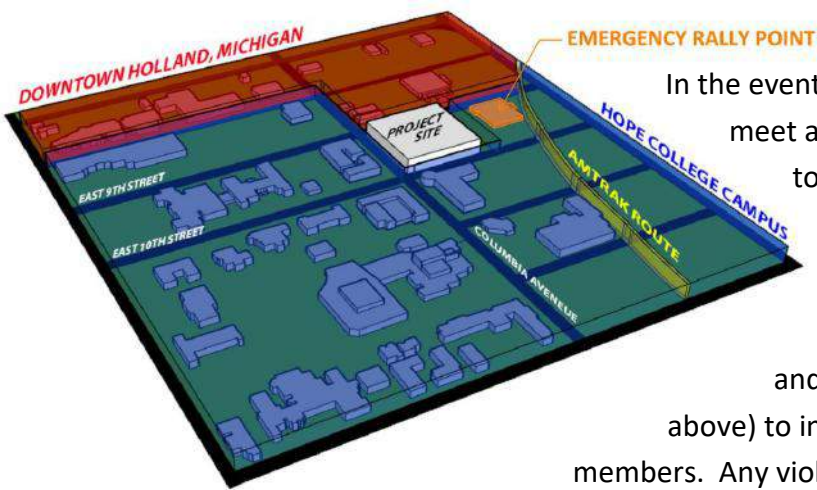 DOWNTOWN HOLLAND, MICHIGAN
EMERGENCY RALLY POINT
In the event
meet a
to
PROJECT
SITE
HOPE COLLEGE CAMPUS
AMTRAK ROUTE
EAST 9TH STREET
EAST 10TH STREET
COLUMBIA AVENEUE
and
above) to in
members. Any viol